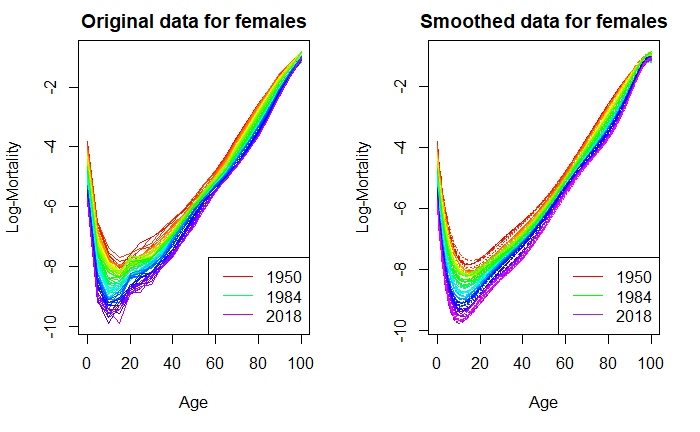 Original data for females
Log-Mortality
-2
-4
-6
-8
-10
0 20 40 60 80 100
Age
1950
1984
2018
Smoothed data for females
Log-Mortality
-2
-4
-6
-8
-10
0 20 40 60 80 100
Age
1950
1984
2018